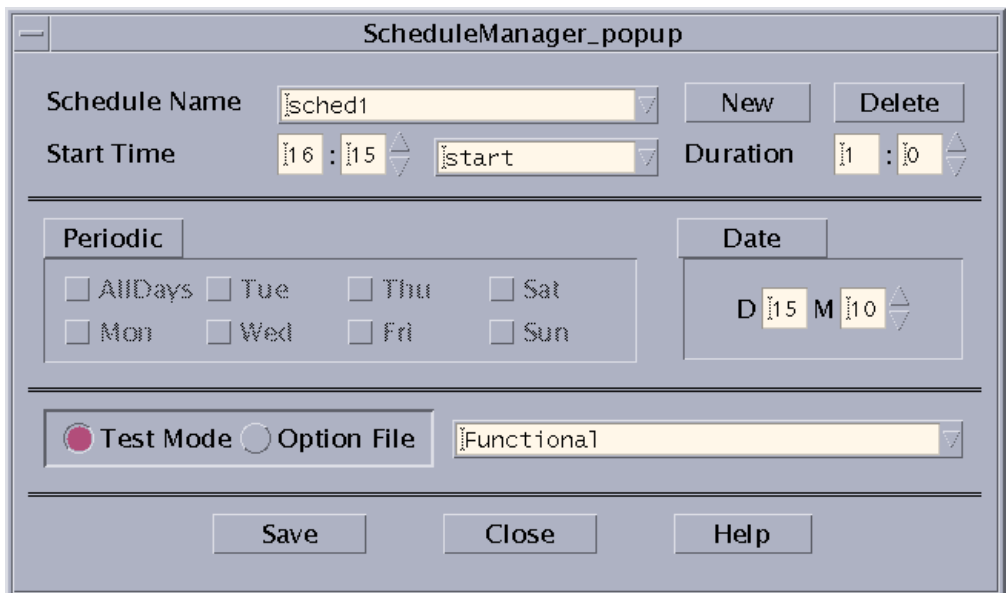 ScheduleManager_popup
Schedule Name sched1 New Delete
Start Time 16 : 15 start Duration 1 : 0
Periodic Date
AllDays Tue Thu Sat
Mon Wed Fri Sun
D 15 M 10
Test Mode Option File Functional
Save Close Help